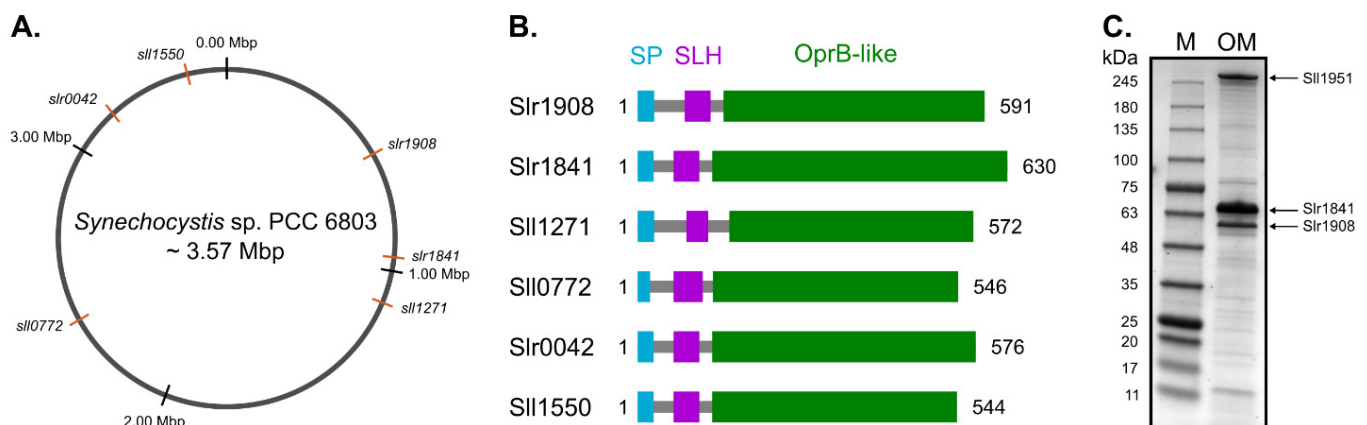 A.
0.00 Mbp
sll1550
slr0042
3.00 Mbp
slr1908
Synechocystis sp. PCC 6803
~ 3.57 Mbp
slr1841
1.00 Mbp
sll1271
sll0772
2.00 Mbp
B.
SP SLH OprB-like
Slr1908 1 591
Slr1841 1 630
Sll1271 1 572
Sll0772 1 546
Slr0042 1 576
Sll1550 1 544
C.
kDa M OM
245 Sll1951
180
135
100
75
Slr1841
63
Slr1908
48
35
25
20
17
11